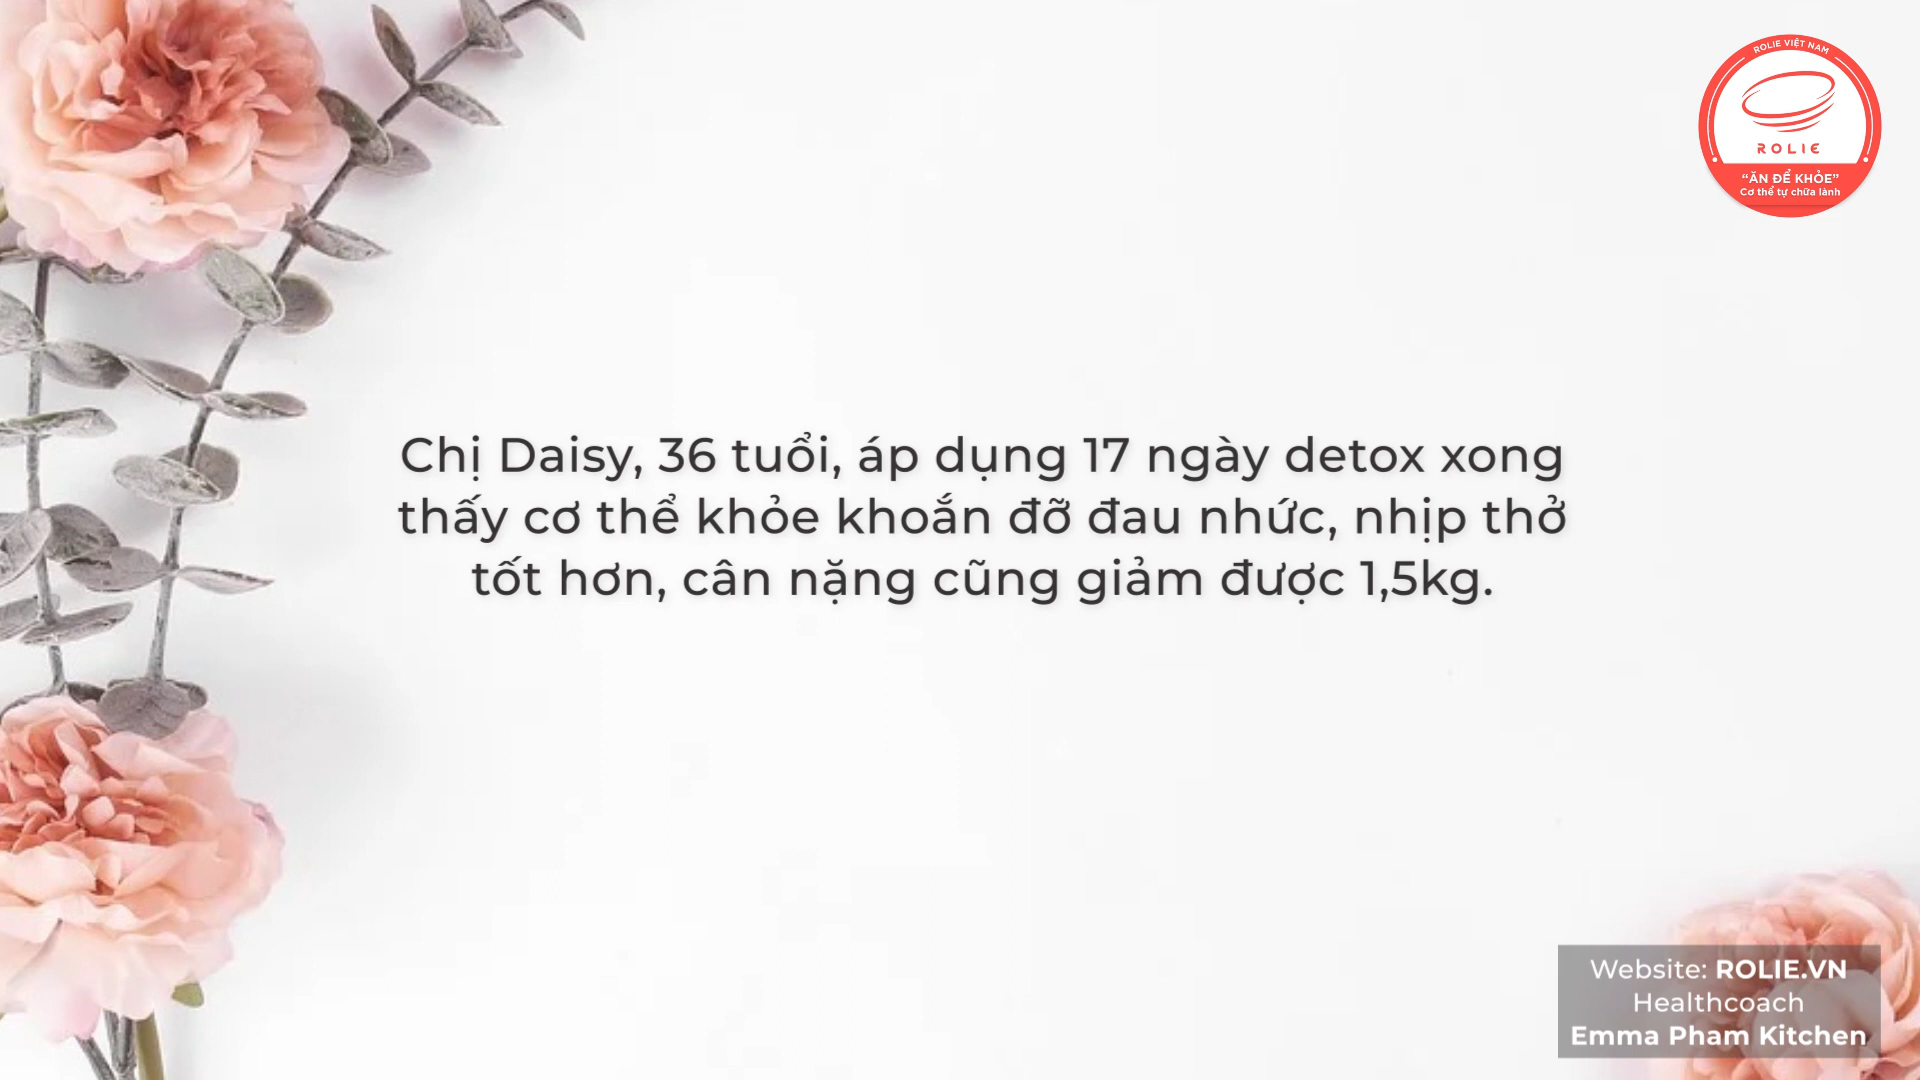 ROLIE VIỆT NAM
ROLIE
“ĂN ĐỂ KHỎE”
Cơ thể tự chữa lành
Chị Daisy, 36 tuổi, áp dụng 17 ngày detox xong
thấy cơ thể khỏe khoắn đỡ đau nhức, nhịp thở
tốt hơn, cân nặng cũng giảm được 1,5kg.
Website: ROLIE.VN
Healthcoach
Emma Pham Kitchen